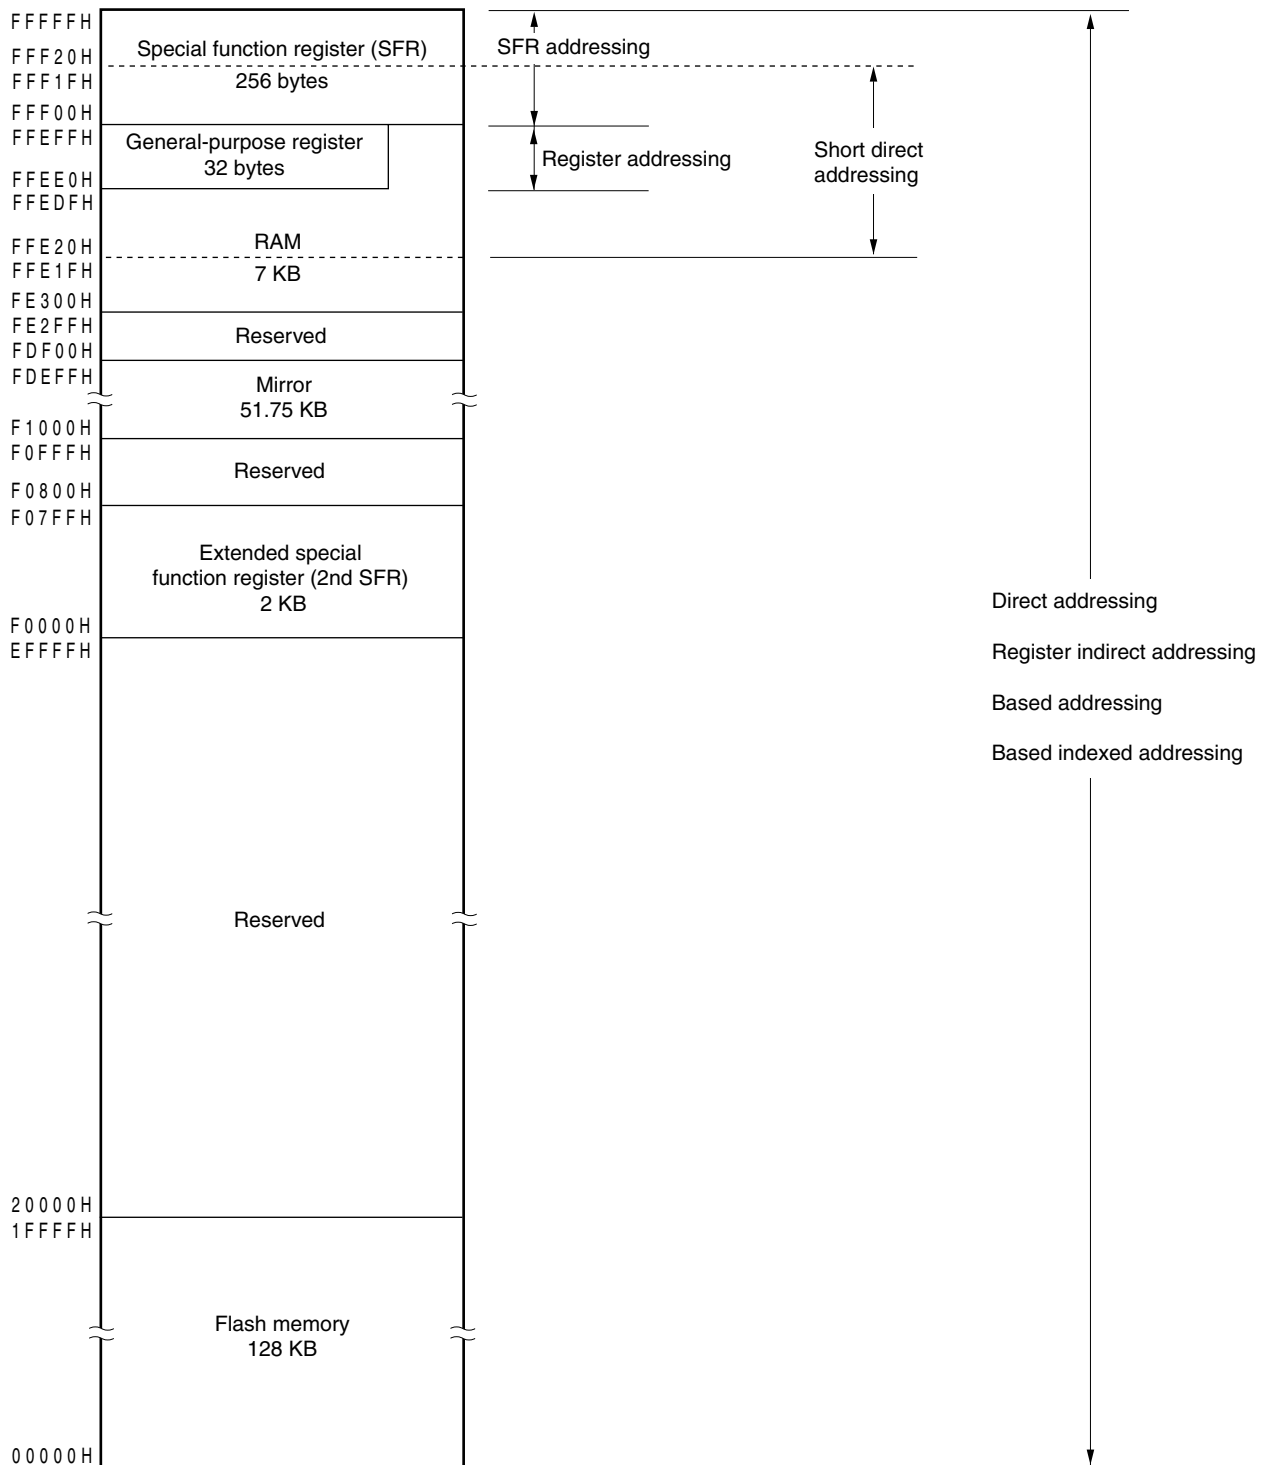 FFFFFH
Special function register (SFR)
SFR addressing
FFF20H
FFF1FH
256 bytes
FFF00H
FFEFFH
General-purpose register
32 bytes
Register addressing
Short direct
addressing
FFEE0H
FFEDFH
FFE20H
RAM
FFE1FH
7 KB
FE300H
FE2FFH
Reserved
FDF00H
FDEFFH
Mirror
51.75 KB
F1000H
F0FFFH
Reserved
F0800H
F07FFH
Extended special
function register (2nd SFR)
2 KB
F0000H
EFFFFH
Direct addressing
Register indirect addressing
Based addressing
Based indexed addressing
Reserved
20000H
1FFFFH
Flash memory
128 KB
00000H